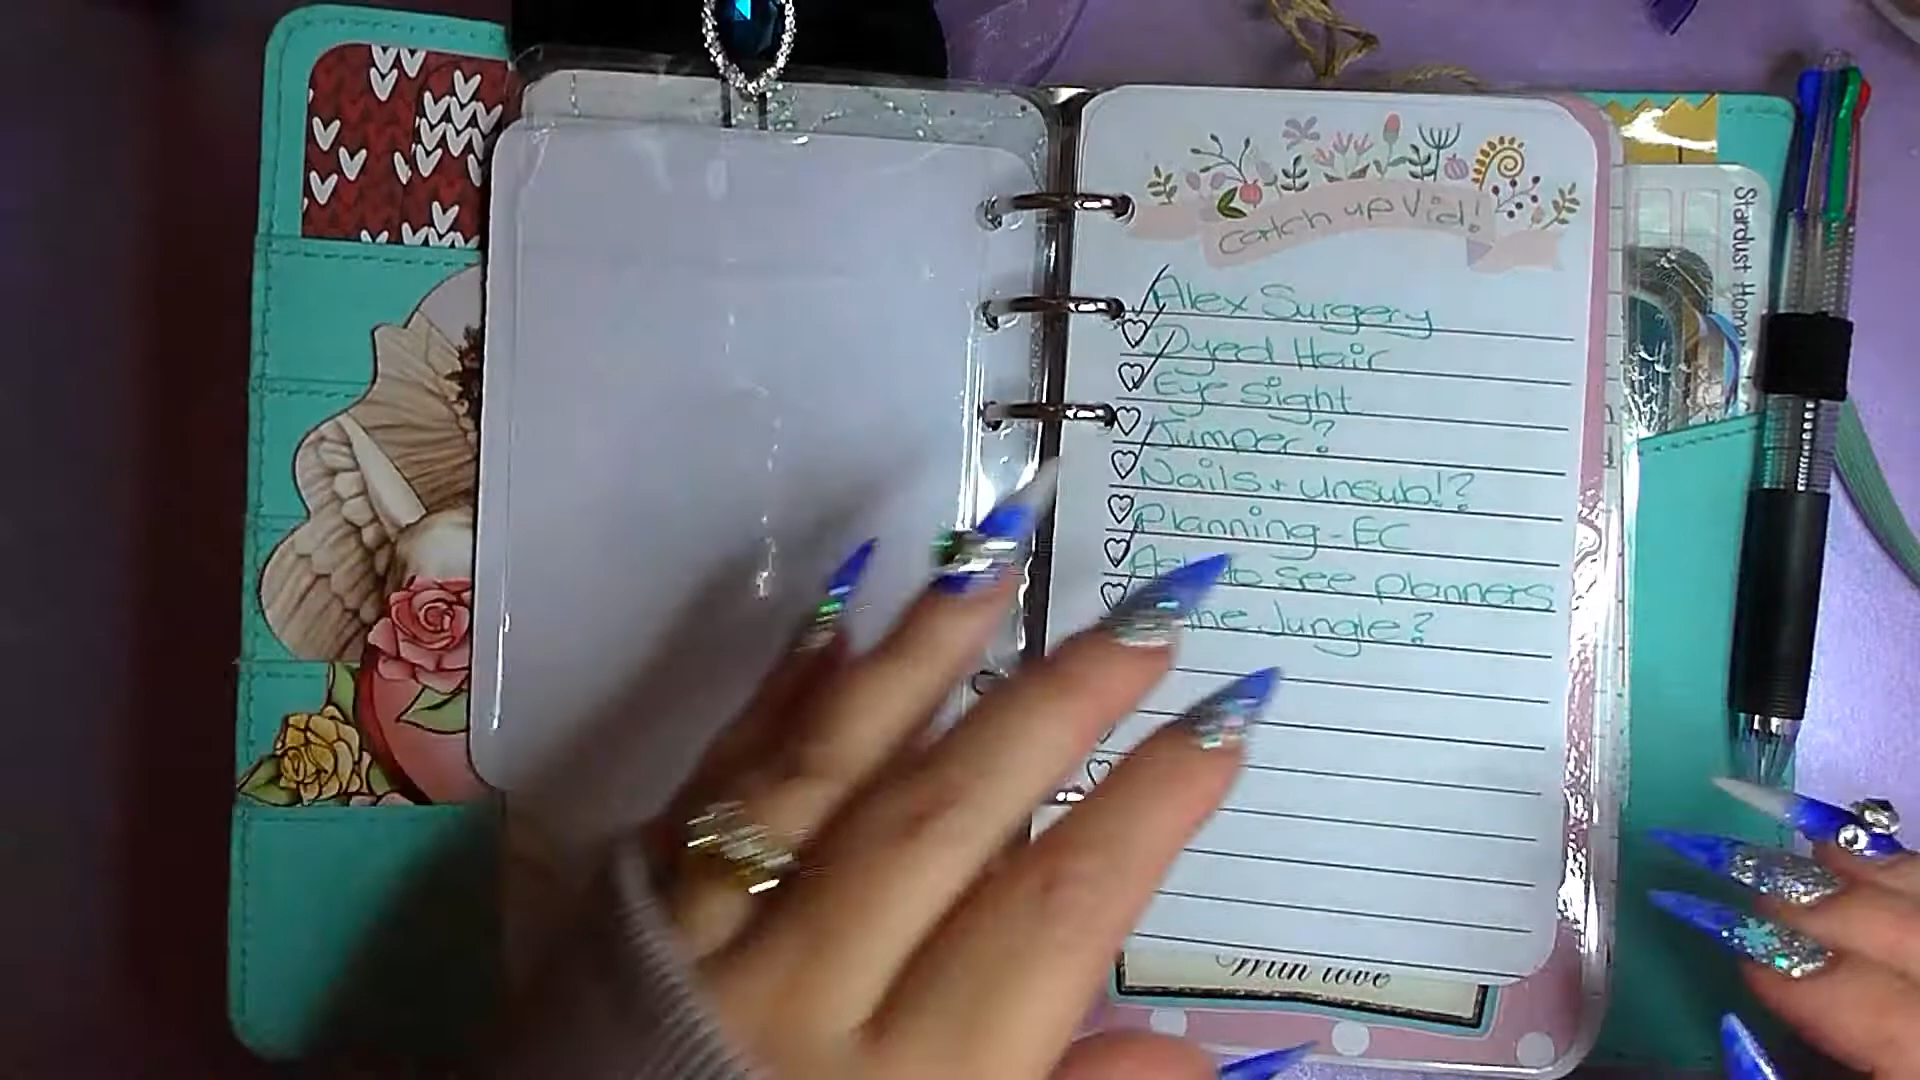 catch up Vid!
Alex Surgery
Dyed Hair
Eye Sight
Jumper?
Nails + unsub!?
Planning - EC
to see planners
the Jungle?
With love
Stardust Home